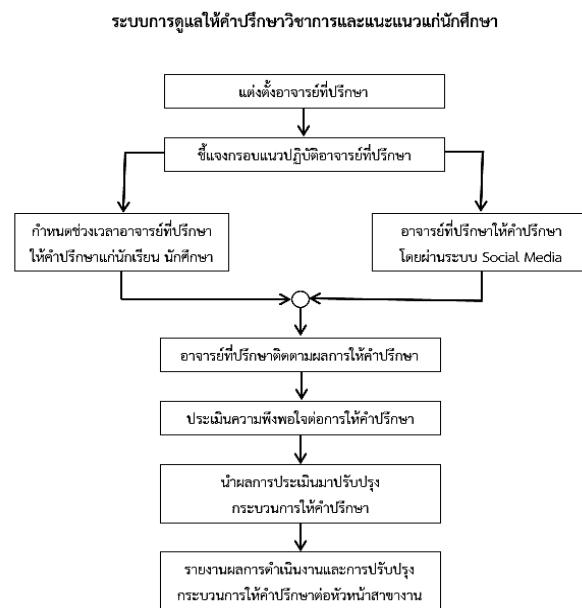 ระบบการดูแลให้คำปรึกษาวิชาการและแนะแนวแก่นักศึกษา
แต่งตั้งอาจารย์ที่ปรึกษา
ชี้แจงกรอบแนวปฏิบัติอาจารย์ที่ปรึกษา
กำหนดช่วงเวลาอาจารย์ที่ปรึกษา
ให้คำปรึกษาแก่นักเรียน นักศึกษา
อาจารย์ที่ปรึกษาให้คำปรึกษา
โดยผ่านระบบ Social Media
อาจารย์ที่ปรึกษาติดตามผลการให้คำปรึกษา
ประเมินความพึงพอใจต่อการให้คำปรึกษา
นำผลการประเมินมาปรับปรุง
กระบวนการให้คำปรึกษา
รายงานผลการดำเนินงานและการปรับปรุง
กระบวนการให้คำปรึกษาต่อหัวหน้าสาขางาน